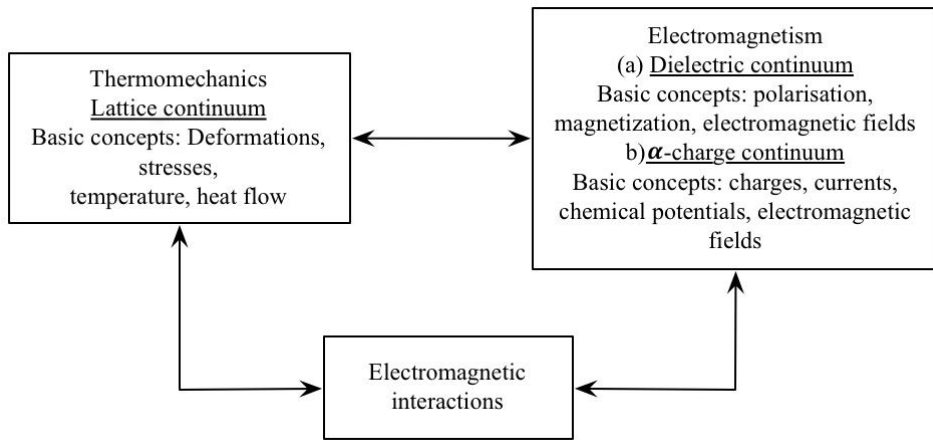 Thermomechanics
Lattice continuum
Basic concepts: Deformations,
stresses,
temperature, heat flow
Electromagnetism
(a) Dielectric continuum
Basic concepts: polarisation,
magnetization, electromagnetic fields
b)α-charge continuum
Basic concepts: charges, currents,
chemical potentials, electromagnetic
fields
Electromagnetic
interactions